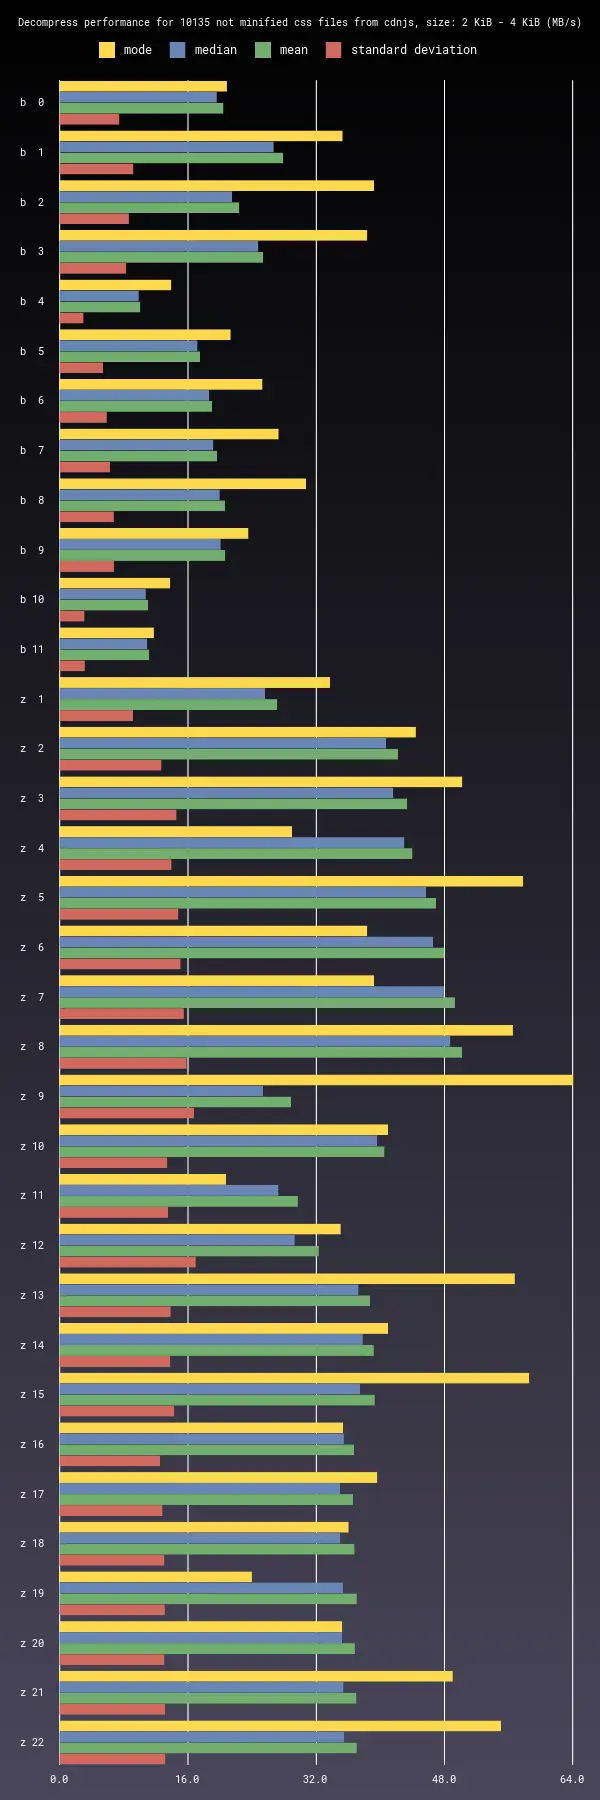 Decompress performance for 10135 not minified css files from cdnjs, size: 2 KiB - 4 KiB (MB/s)
mode median mean standard deviation
b 0
b 1
b 2
b 3
b 4
b 5
b 6
b 7
b 8
b 9
b 10
b 11
z 1
z 2
z 3
z 4
z 5
z 6
z 7
z 8
z 9
z 10
z 11
z 12
z 13
z 14
z 15
z 16
z 17
z 18
z 19
z 20
z 21
z 22
0.0 16.0 32.0 48.0 64.0